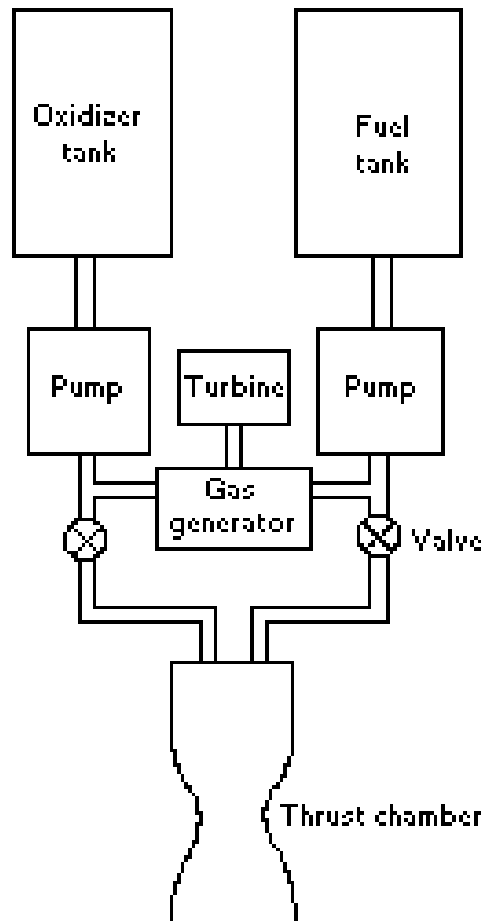 Oxidizer
tank
Fuel
tank
Pump
Turbine
Pump
Gas
generator
Valve
Thrust chamber